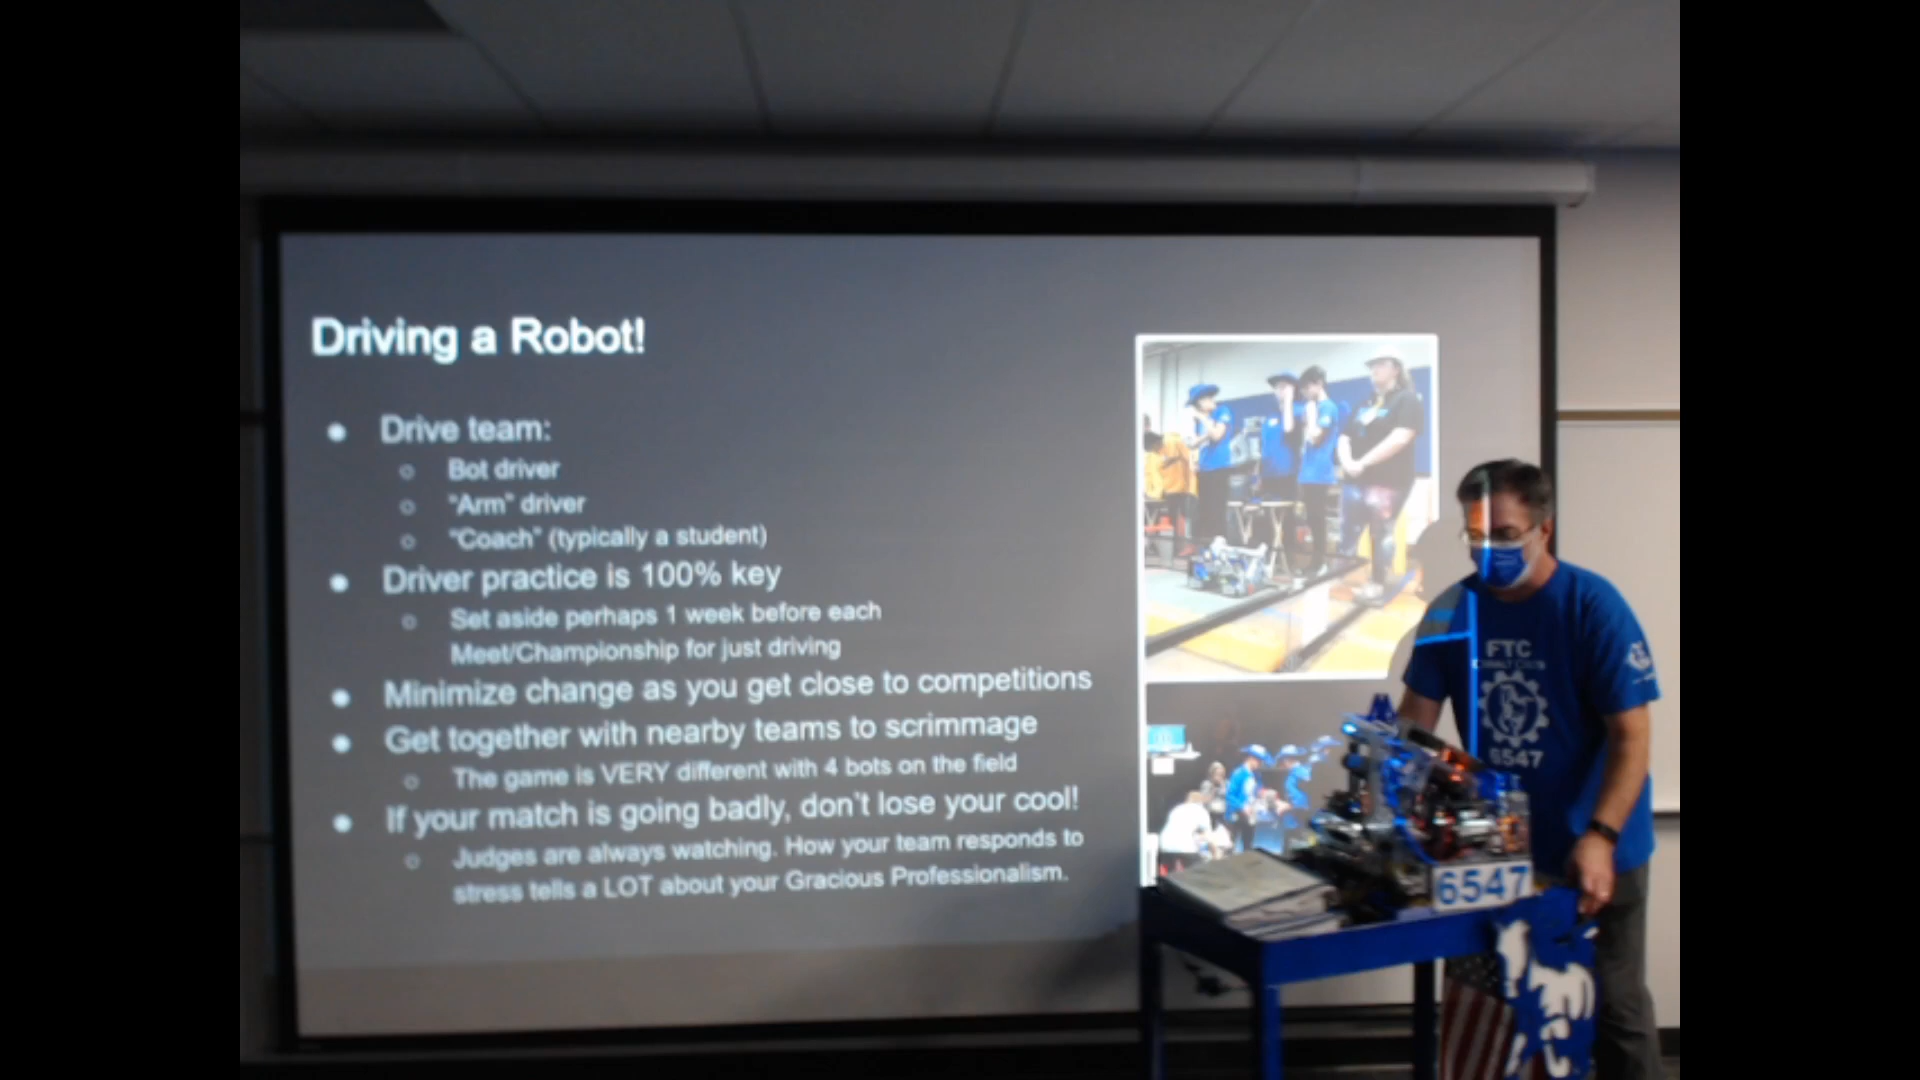 Driving a Robot!
● Drive team:
○ Bot driver
○ “Arm” driver
○ “Coach” (typically a student)
● Driver practice is 100% key
○ Set aside perhaps 1 week before each
Meet/Championship for just driving
● Minimize change as you get close to competitions
● Get together with nearby teams to scrimmage
○ The game is VERY different with 4 bots on the field
● If your match is going badly, don't lose your cool!
○ Judges are always watching. How your team responds to
stress tells a LOT about your Gracious Professionalism.
FTC
6547
6547